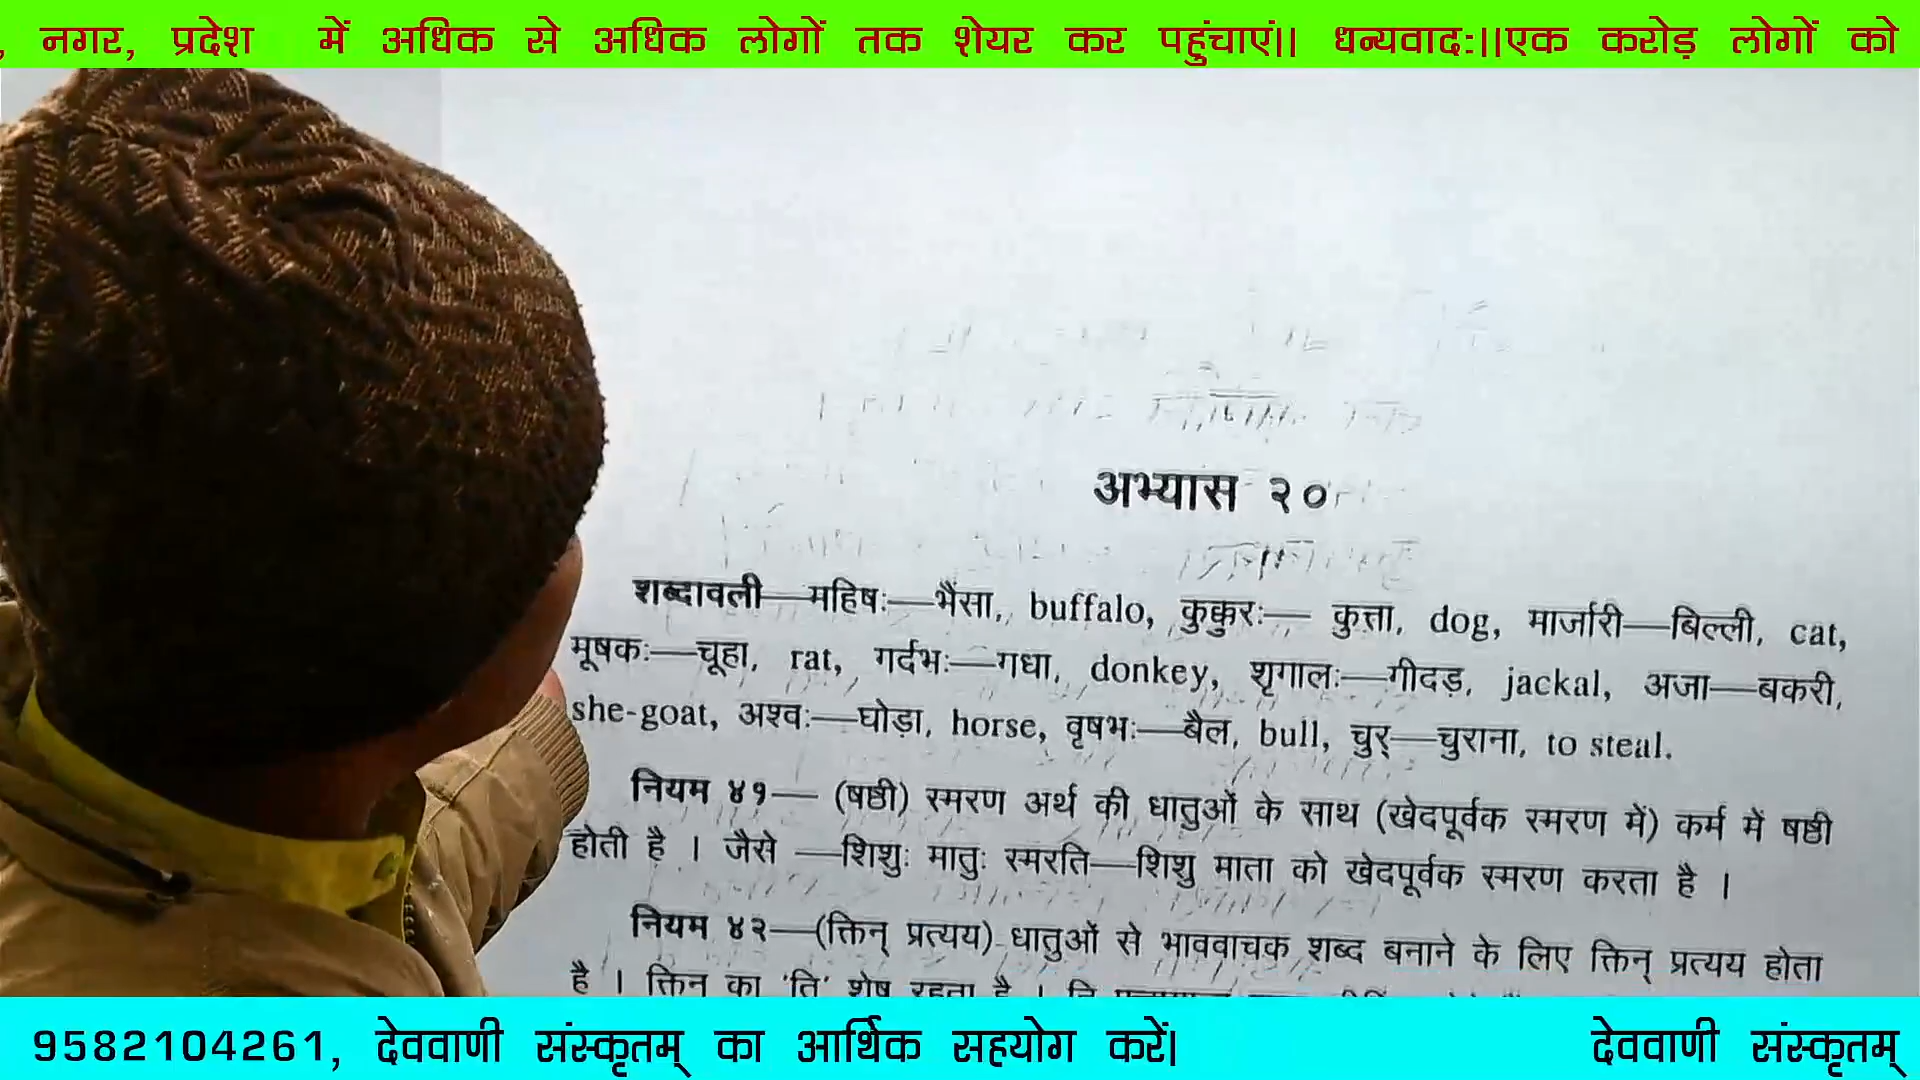 , नगर, प्रदेश में अधिक से अधिक लोगों तक शेयर कर पहुंचाएं।। धन्यवादः।।एक करोड़ लोगों को
अभ्यास २०
शब्दावली—महिषः—भैंसा, buffalo, कुक्कुरः— कुत्ता, dog, मार्जारी—बिल्ली, cat,
मूषकः—चूहा, rat, गर्दभः—गधा, donkey, शृगालः—गीदड़, jackal, अजा—बकरी,
she-goat, अश्वः—घोड़ा, horse, वृषभः—बैल, bull, चुर्—चुराना, to steal.
नियम ४१— (षष्ठी) स्मरण अर्थ की धातुओं के साथ (खेदपूर्वक स्मरण में) कर्म में षष्ठी
होती है । जैसे —शिशुः मातुः स्मरति—शिशु माता को खेदपूर्वक स्मरण करता है ।
नियम ४२—(क्तिन् प्रत्यय) धातुओं से भाववाचक शब्द बनाने के लिए क्तिन् प्रत्यय होता
है । क्तिन् का 'ति' शेष रहता है ।
9582104261, देववाणी संस्कृतम् का आर्थिक सहयोग करें। देववाणी संस्कृतम्